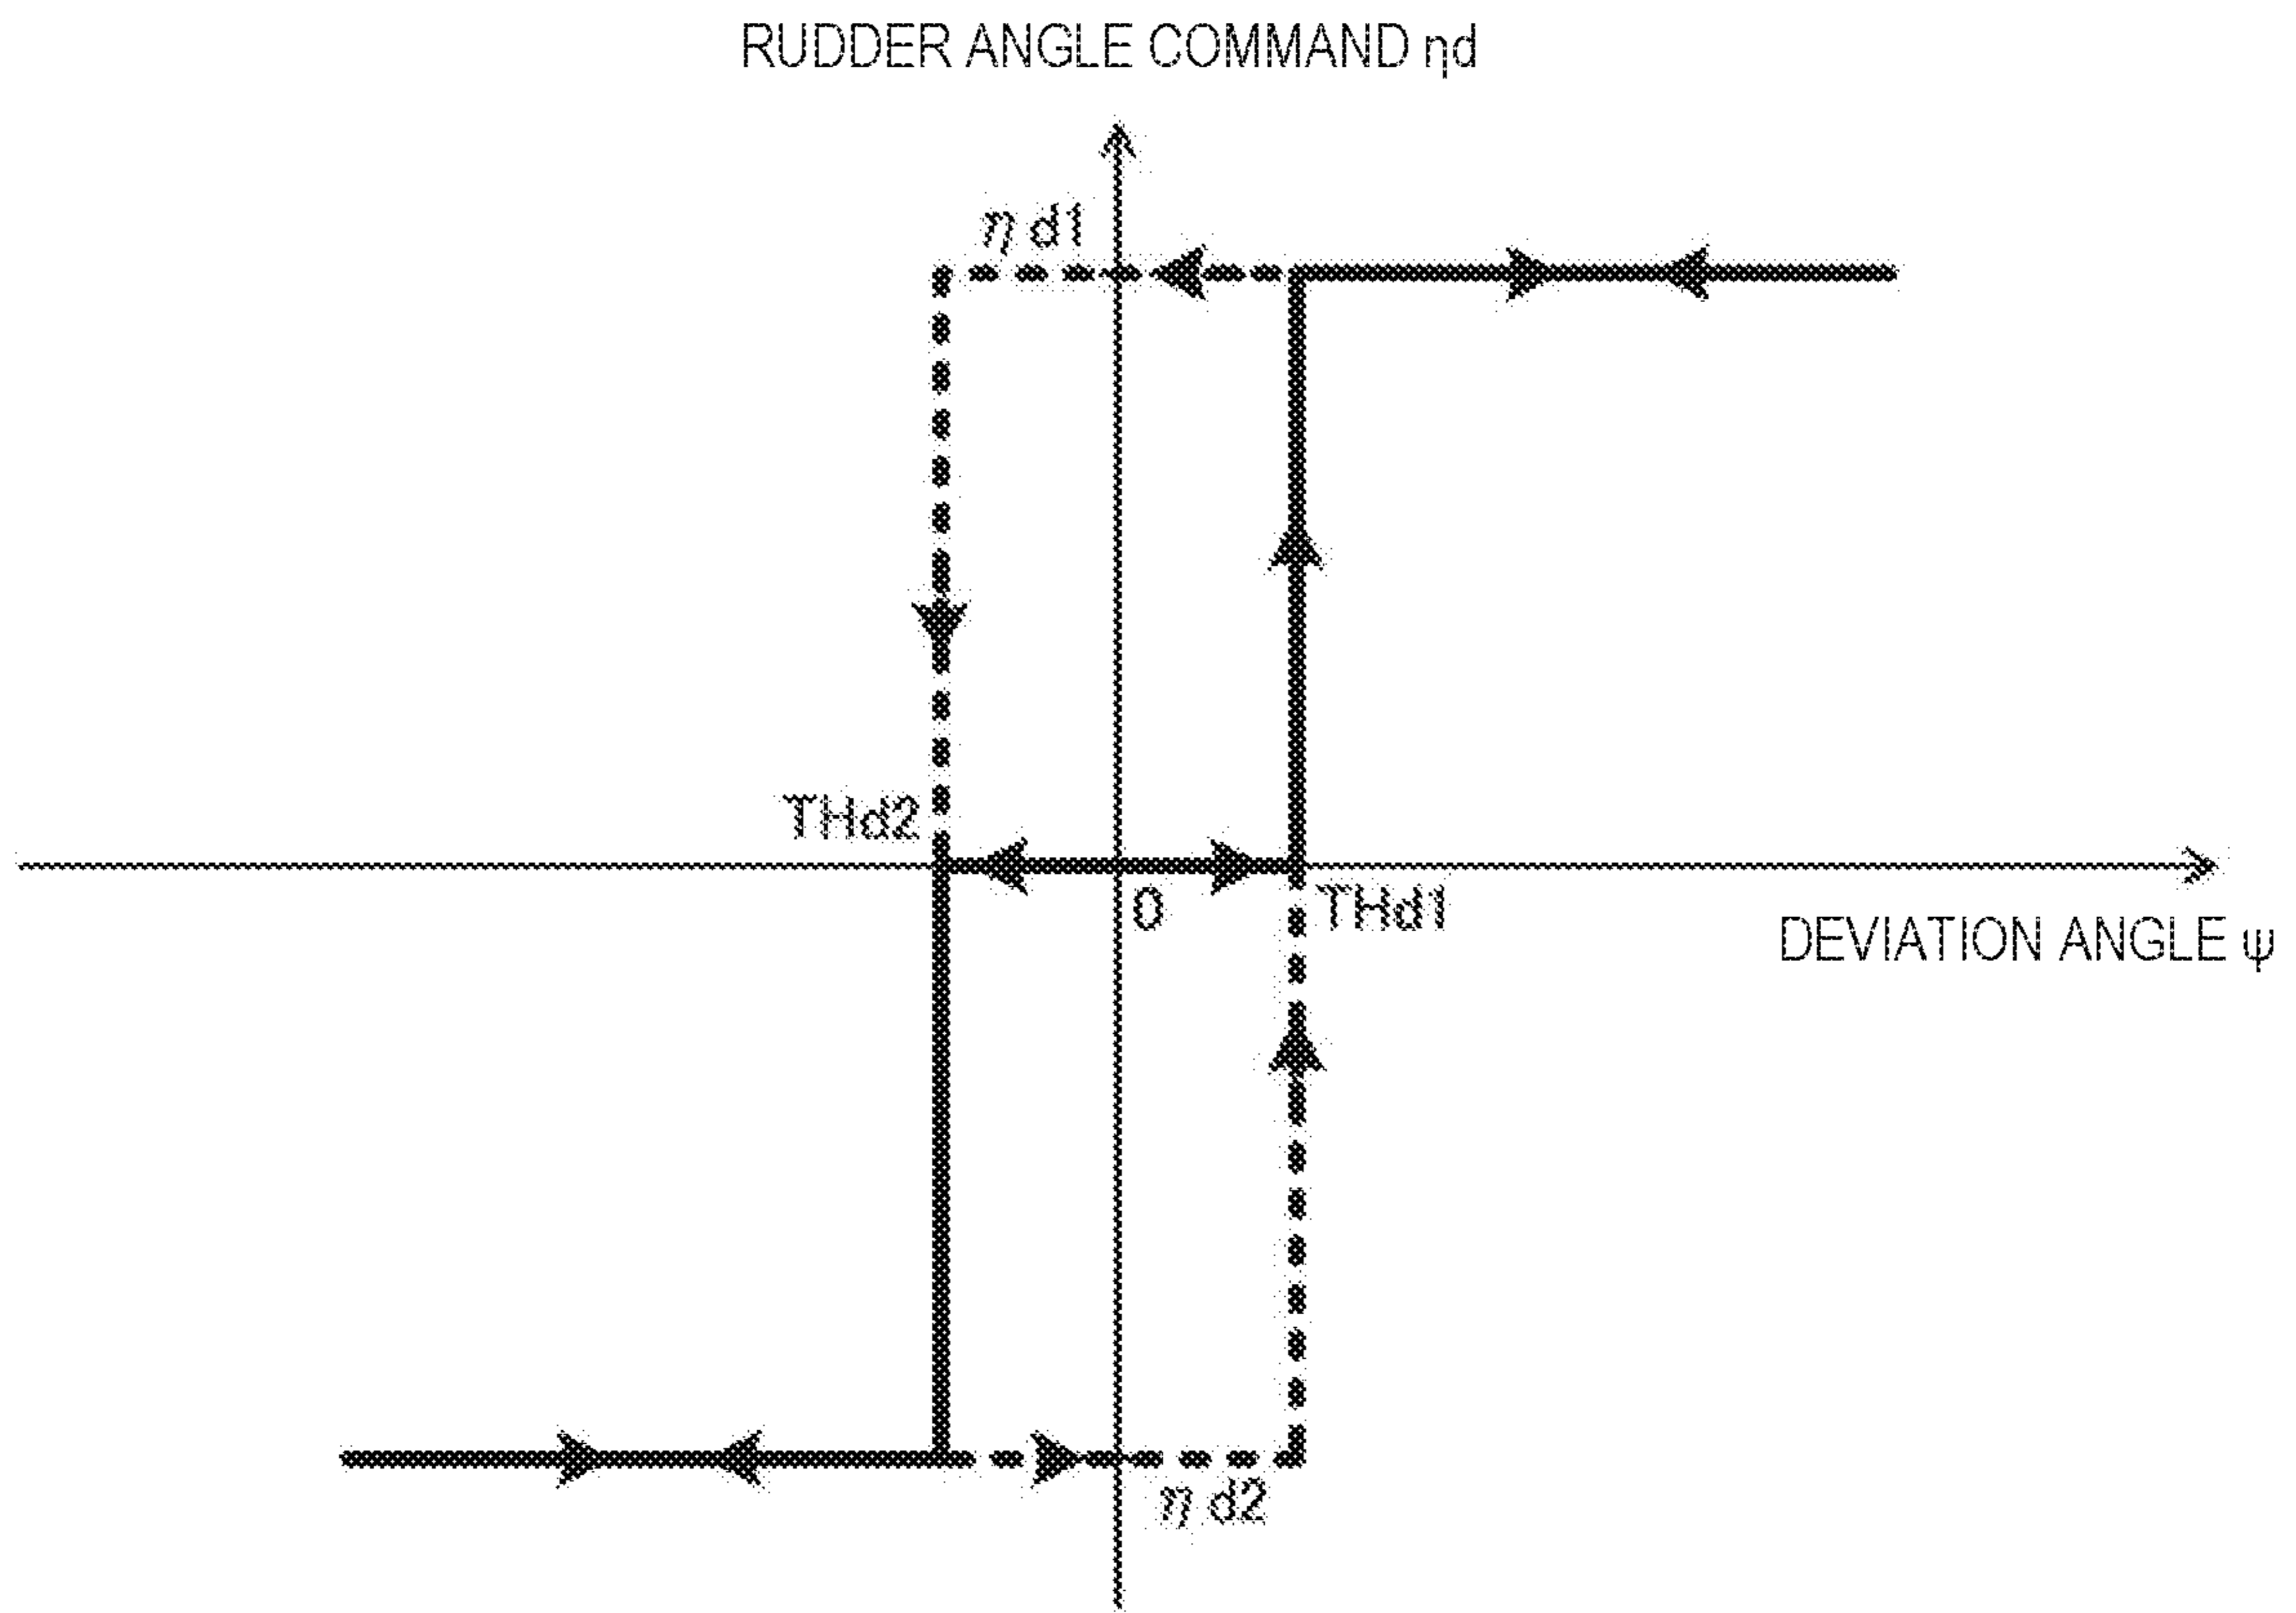 RUDDER ANGLE COMMAND ηd
η d1
THd2
0
THd1
DEVIATION ANGLE ψ
η d2